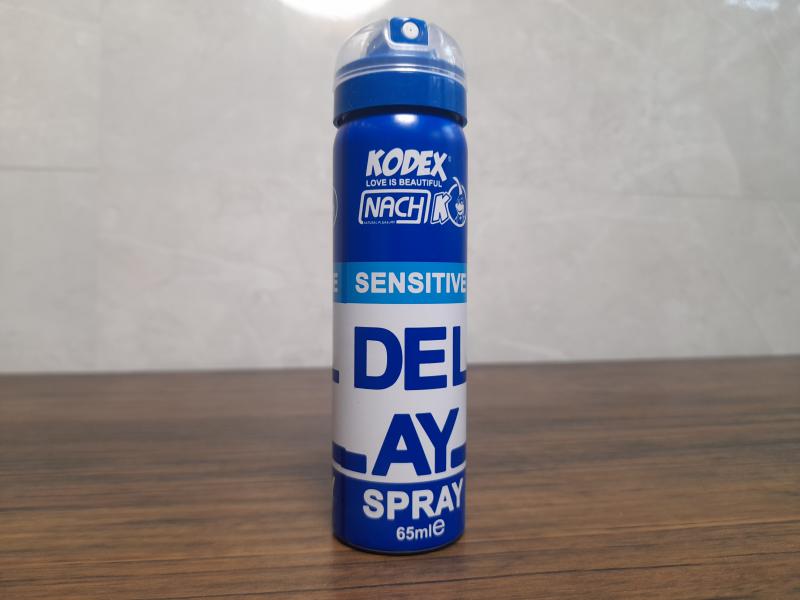 KODEX
LOVE IS BEAUTIFUL
NACH K
SENSITIVE
DEL
AY
SPRAY
65ml e